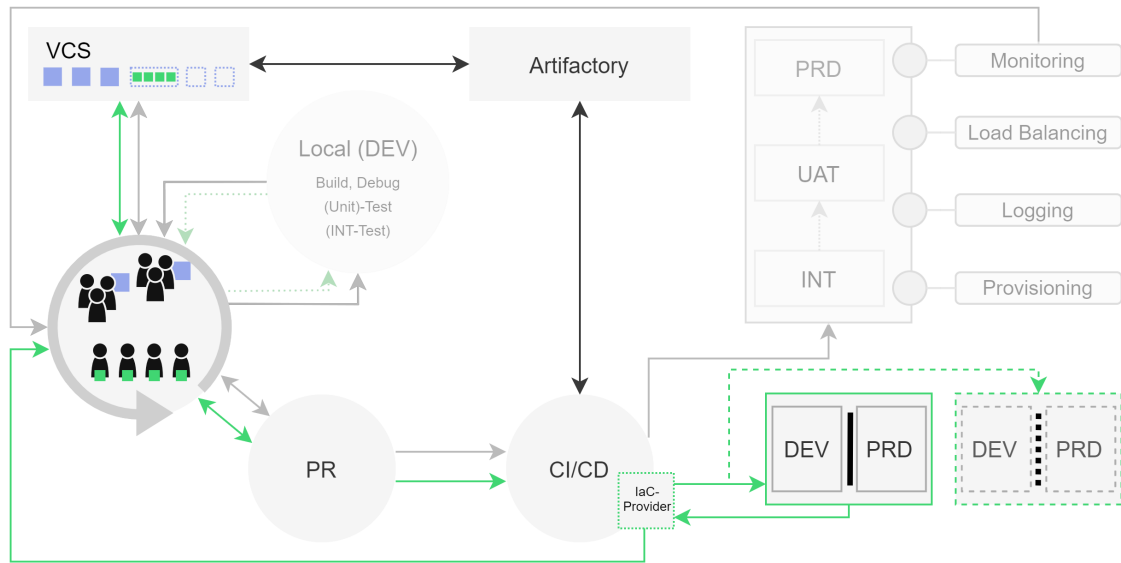 VCS
Artifactory
PRD
Monitoring
Local (DEV)
Build, Debug
(Unit)-Test
(INT-Test)
Load Balancing
UAT
Logging
INT
Provisioning
PR
CI/CD
IaC-
Provider
DEV
PRD
DEV
PRD